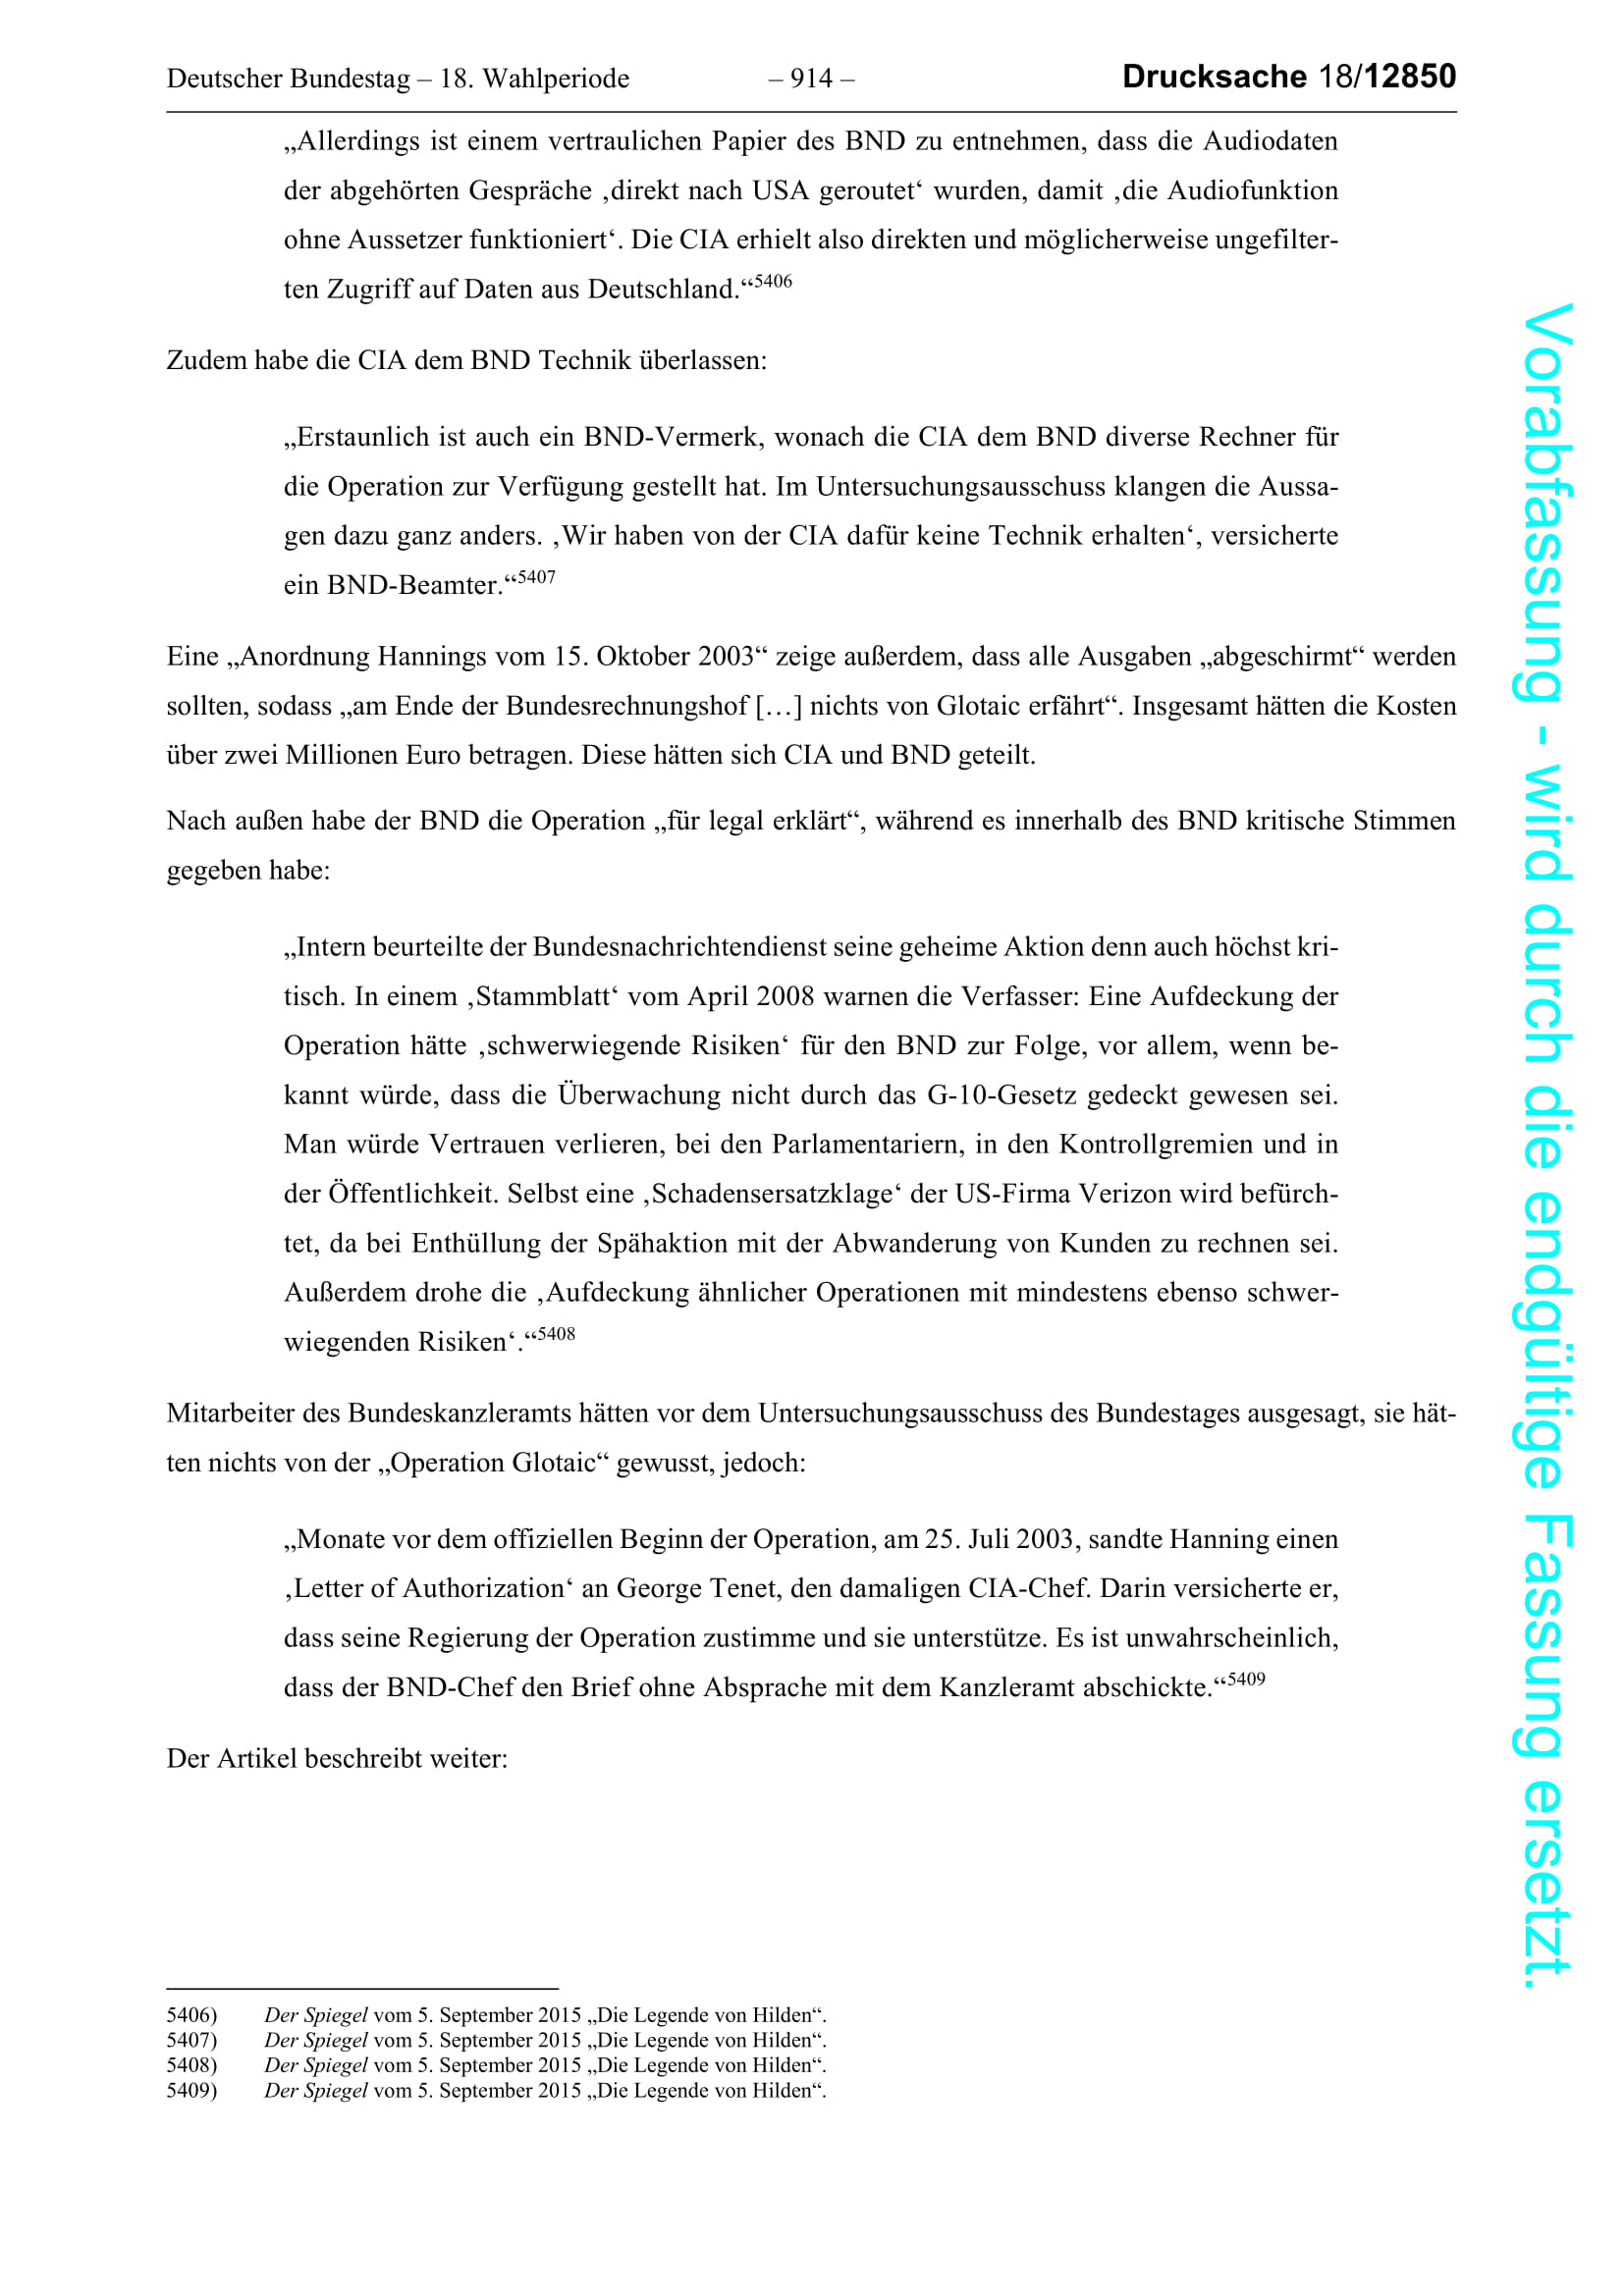 Deutscher Bundestag – 18. Wahlperiode – 914 – Drucksache 18/12850
„Allerdings ist einem vertraulichen Papier des BND zu entnehmen, dass die Audiodaten
der abgehörten Gespräche ‚direkt nach USA geroutet‘ wurden, damit ‚die Audiofunktion
ohne Aussetzer funktioniert‘. Die CIA erhielt also direkten und möglicherweise ungefilter-
ten Zugriff auf Daten aus Deutschland.“5406
Zudem habe die CIA dem BND Technik überlassen:
„Erstaunlich ist auch ein BND-Vermerk, wonach die CIA dem BND diverse Rechner für
die Operation zur Verfügung gestellt hat. Im Untersuchungsausschuss klangen die Aussa-
gen dazu ganz anders. ‚Wir haben von der CIA dafür keine Technik erhalten‘, versicherte
ein BND-Beamter.“5407
Eine „Anordnung Hannings vom 15. Oktober 2003“ zeige außerdem, dass alle Ausgaben „abgeschirmt“ werden
sollten, sodass „am Ende der Bundesrechnungshof […] nichts von Glotaic erfährt“. Insgesamt hätten die Kosten
über zwei Millionen Euro betragen. Diese hätten sich CIA und BND geteilt.
Nach außen habe der BND die Operation „für legal erklärt“, während es innerhalb des BND kritische Stimmen
gegeben habe:
„Intern beurteilte der Bundesnachrichtendienst seine geheime Aktion denn auch höchst kri-
tisch. In einem ‚Stammblatt‘ vom April 2008 warnen die Verfasser: Eine Aufdeckung der
Operation hätte ‚schwerwiegende Risiken‘ für den BND zur Folge, vor allem, wenn be-
kannt würde, dass die Überwachung nicht durch das G-10-Gesetz gedeckt gewesen sei.
Man würde Vertrauen verlieren, bei den Parlamentariern, in den Kontrollgremien und in
der Öffentlichkeit. Selbst eine ‚Schadensersatzklage‘ der US-Firma Verizon wird befürch-
tet, da bei Enthüllung der Spähaktion mit der Abwanderung von Kunden zu rechnen sei.
Außerdem drohe die ‚Aufdeckung ähnlicher Operationen mit mindestens ebenso schwer-
wiegenden Risiken‘.“5408
Mitarbeiter des Bundeskanzleramts hätten vor dem Untersuchungsausschuss des Bundestages ausgesagt, sie hät-
ten nichts von der „Operation Glotaic“ gewusst, jedoch:
„Monate vor dem offiziellen Beginn der Operation, am 25. Juli 2003, sandte Hanning einen
‚Letter of Authorization‘ an George Tenet, den damaligen CIA-Chef. Darin versicherte er,
dass seine Regierung der Operation zustimme und sie unterstütze. Es ist unwahrscheinlich,
dass der BND-Chef den Brief ohne Absprache mit dem Kanzleramt abschickte.“5409
Der Artikel beschreibt weiter:
5406) Der Spiegel vom 5. September 2015 „Die Legende von Hilden“.
5407) Der Spiegel vom 5. September 2015 „Die Legende von Hilden“.
5408) Der Spiegel vom 5. September 2015 „Die Legende von Hilden“.
5409) Der Spiegel vom 5. September 2015 „Die Legende von Hilden“.
Vorabfassung - wird durch die endgültige Fassung ersetzt.